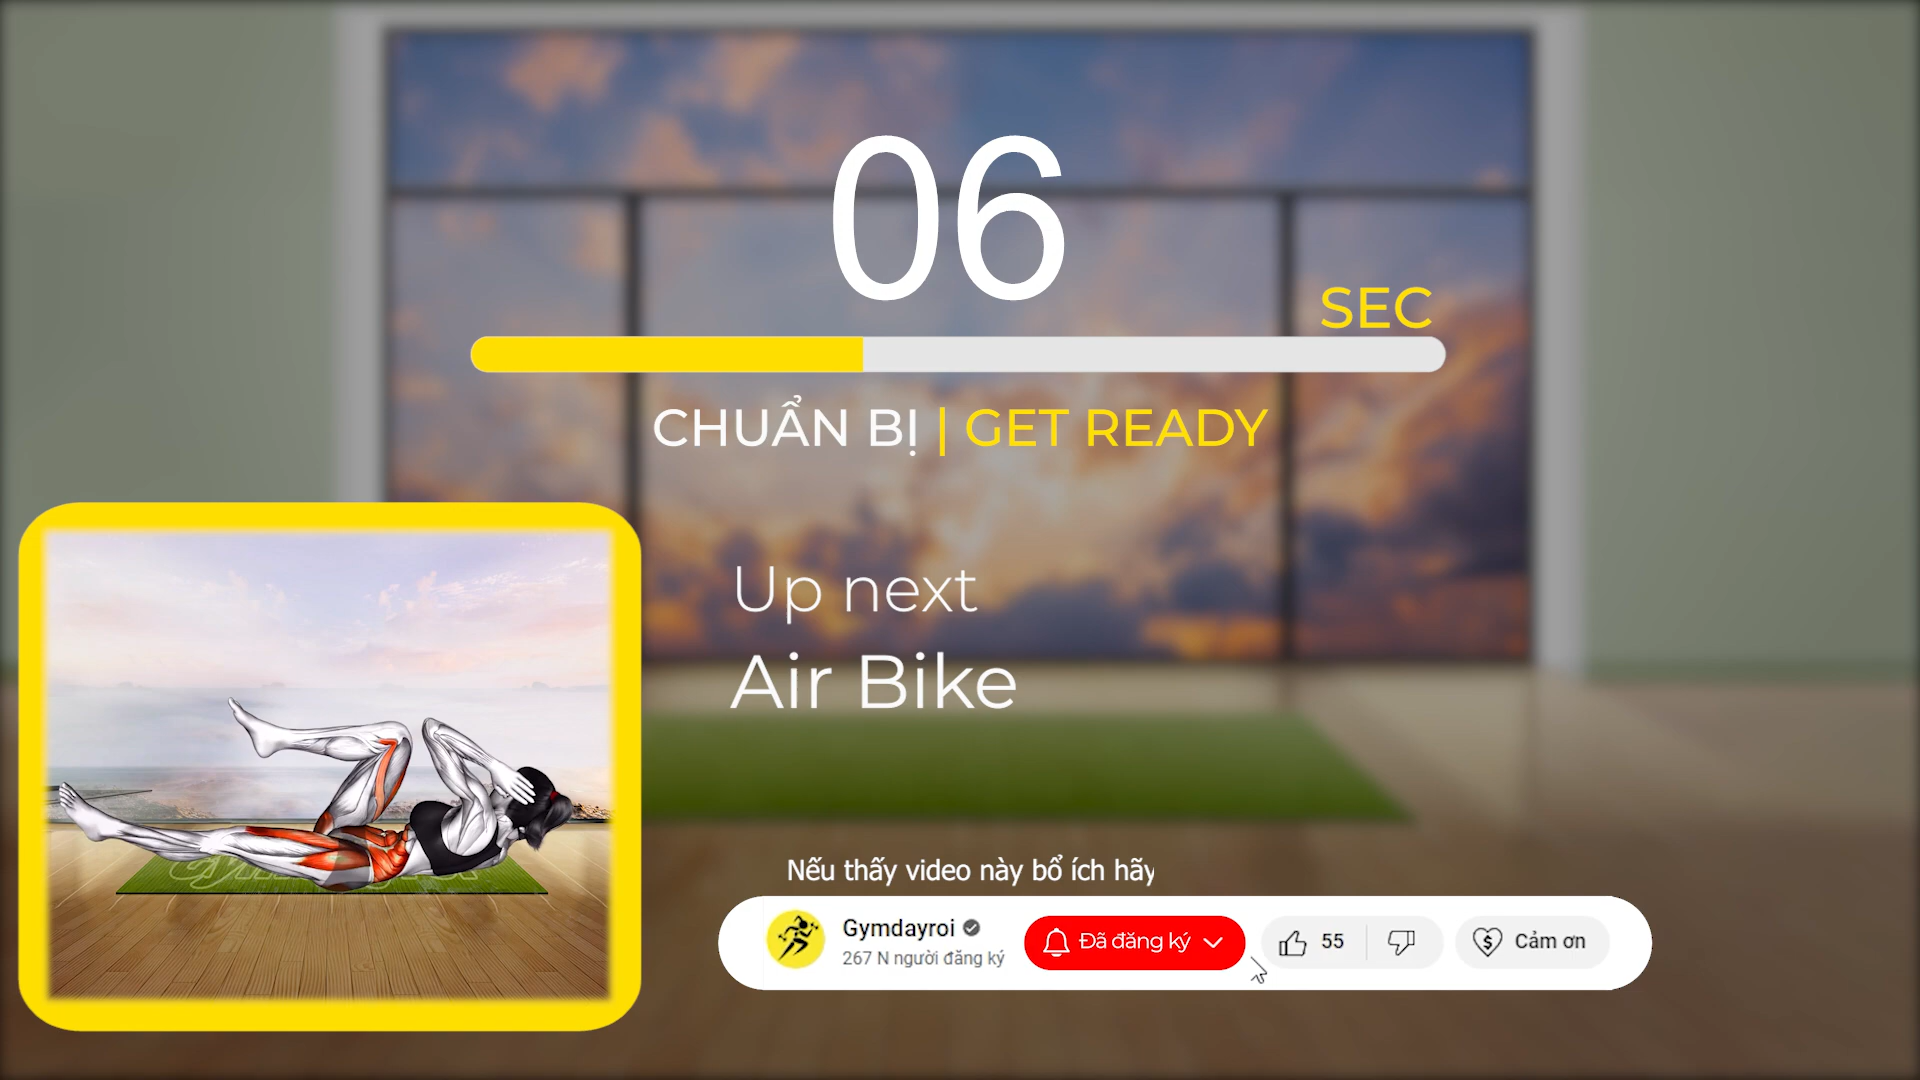 06
SEC
CHUẨN BỊ | GET READY
Up next
Air Bike
Nếu thấy video này bổ ích hãy
Gymdayroi
267 N người đăng ký
Đã đăng ký
55
Cảm ơn